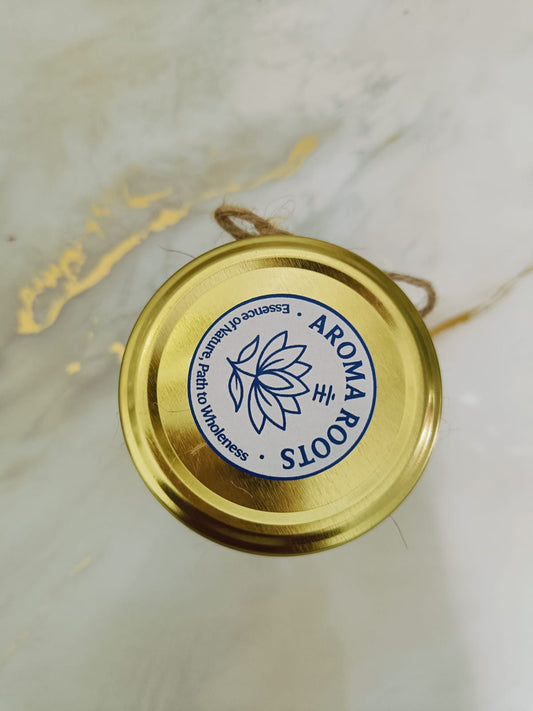 AROMA ROOTS
Essence of Nature, Path to Wholeness